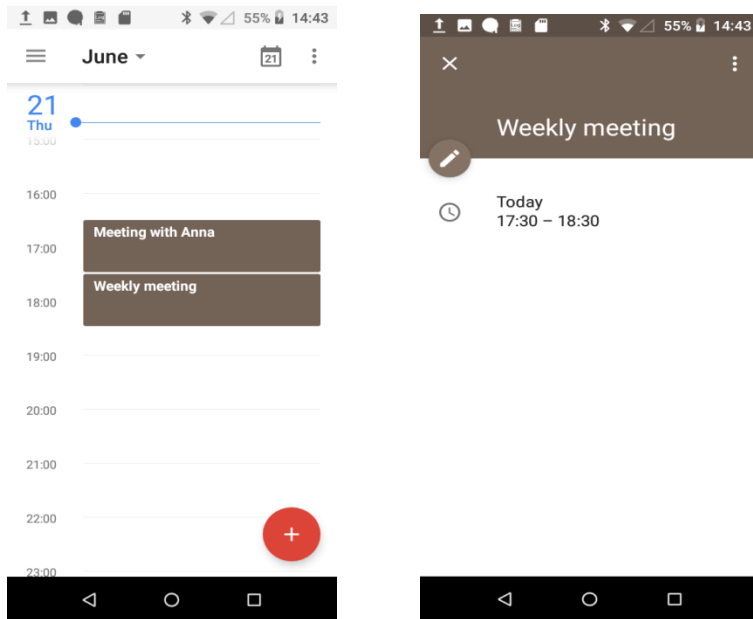 55% 14:43
June
21
21
Thu
15:00
16:00
Meeting with Anna
17:00
Weekly meeting
18:00
19:00
20:00
21:00
22:00
+
23:00
55% 14:43
Weekly meeting
Today
17:30 – 18:30